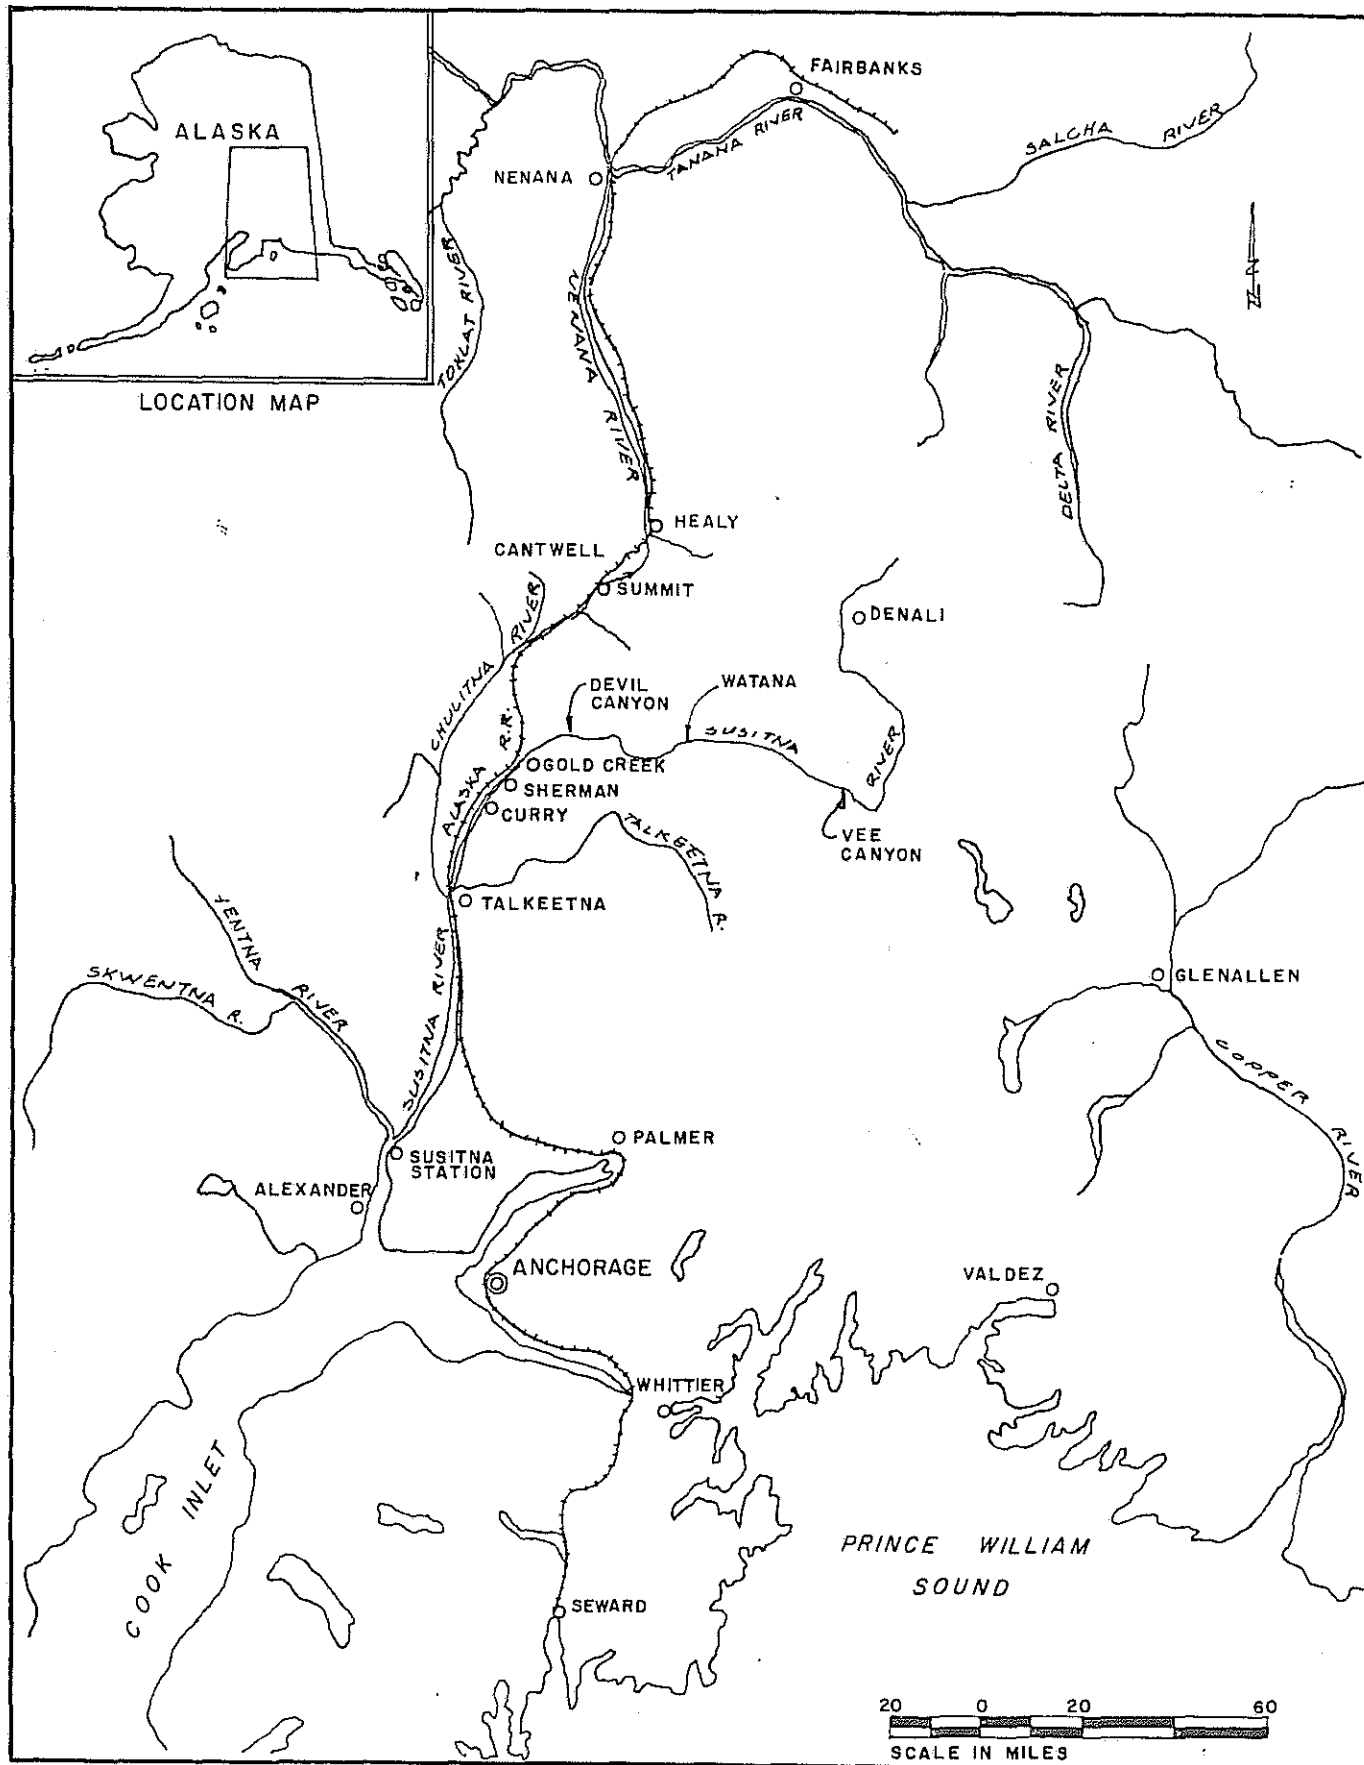 ALASKA
LOCATION MAP
FAIRBANKS
SALCHA RIVER
TANANA RIVER
NENANA
TOKLAT RIVER
NENANA RIVER
N
DELTA RIVER
HEALY
CANTWELL
SUMMIT
DENALI
CHULITNA RIVER
DEVIL
CANYON
WATANA
SUSITNA RIVER
ALASKA R.R.
GOLD CREEK
SHERMAN
CURRY
VEE
CANYON
TALKEETNA R.
TALKEETNA
YENTNA RIVER
SKWENTNA R.
SUSITNA RIVER
GLENALLEN
COPPER RIVER
PALMER
SUSITNA
STATION
ALEXANDER
ANCHORAGE
VALDEZ
WHITTIER
COOK INLET
PRINCE WILLIAM
SOUND
SEWARD
20 0 20 60
SCALE IN MILES